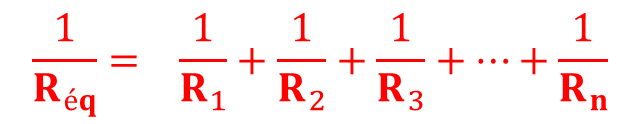 1/R_éq = 1/R_1 + 1/R_2 + 1/R_3 + ⋯ + 1/R_n